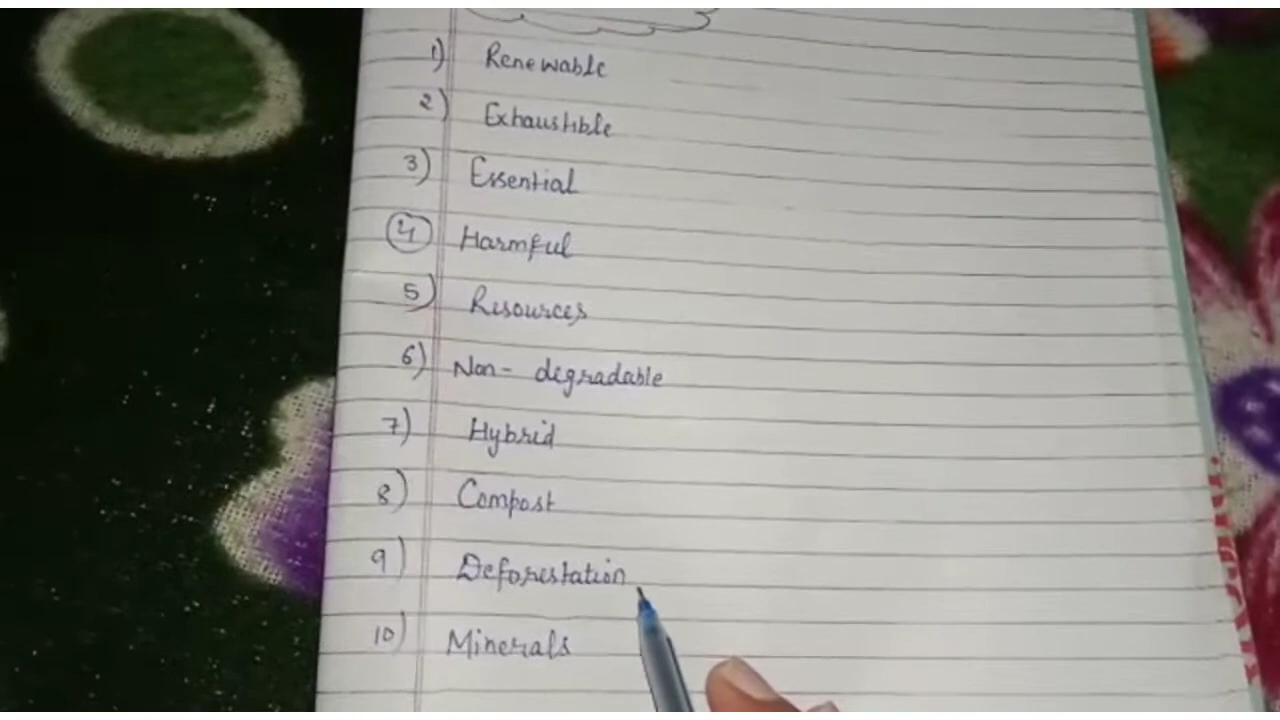 1) Renewable
2) Exhaustible
3) Essential
4 Harmful
5) Resources
6) Non- degradable
7) Hybrid
8) Compost
9) Deforestation
10) Minerals